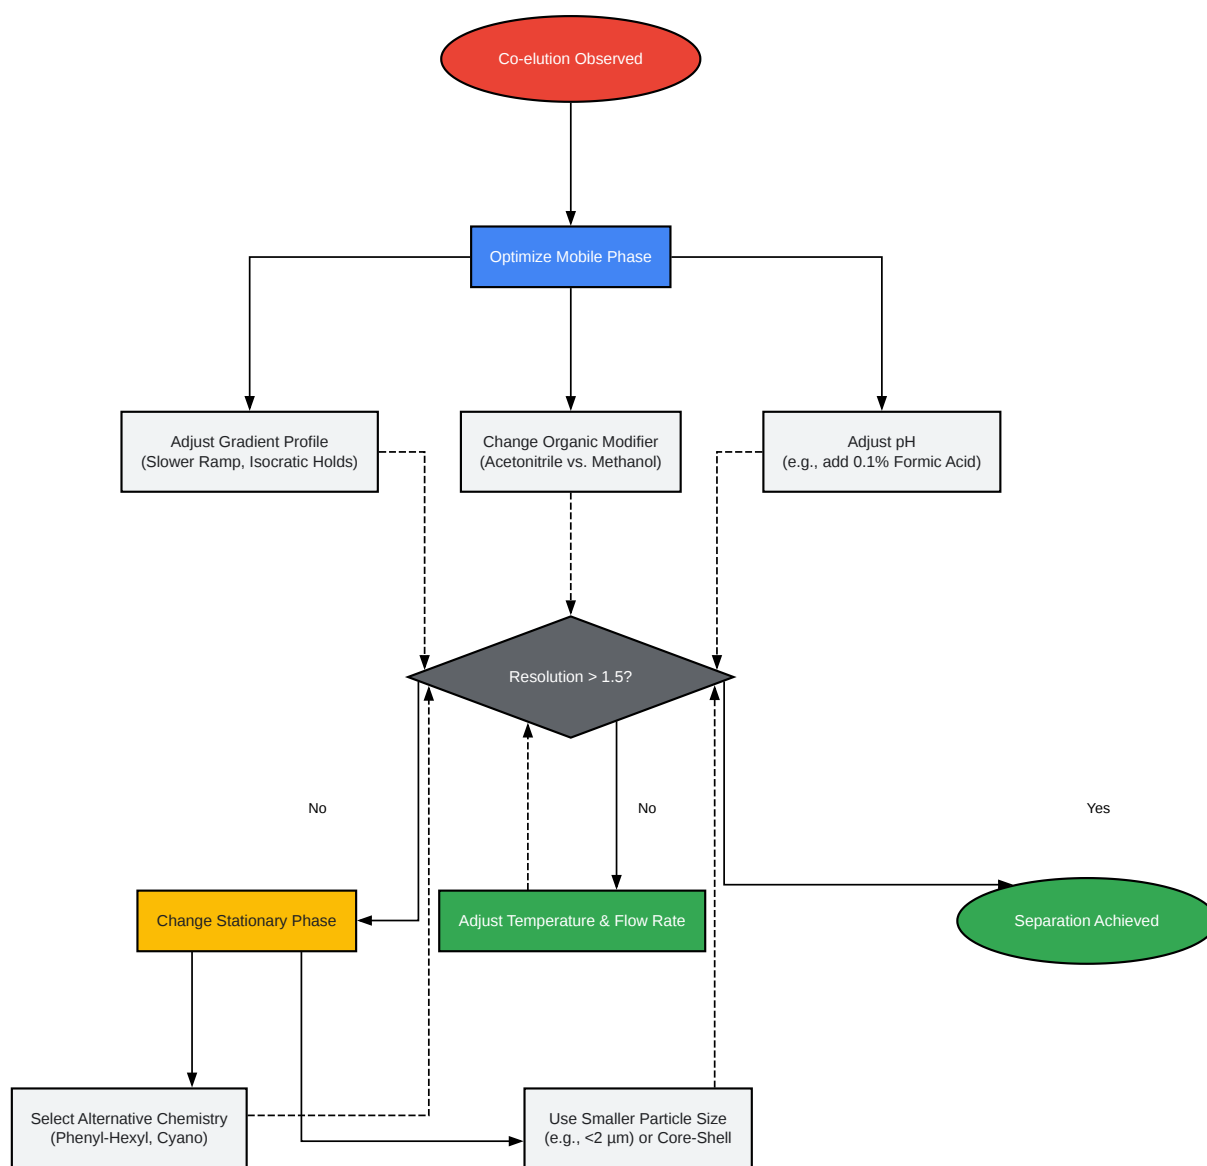 Co-elution Observed
Optimize Mobile Phase
Adjust Gradient Profile
(Slower Ramp, Isocratic Holds)
Change Organic Modifier
(Acetonitrile vs. Methanol)
Adjust pH
(e.g., add 0.1% Formic Acid)
Resolution > 1.5?
No
No
Yes
Change Stationary Phase
Adjust Temperature & Flow Rate
Separation Achieved
Select Alternative Chemistry
(Phenyl-Hexyl, Cyano)
Use Smaller Particle Size
(e.g., <2 µm) or Core-Shell